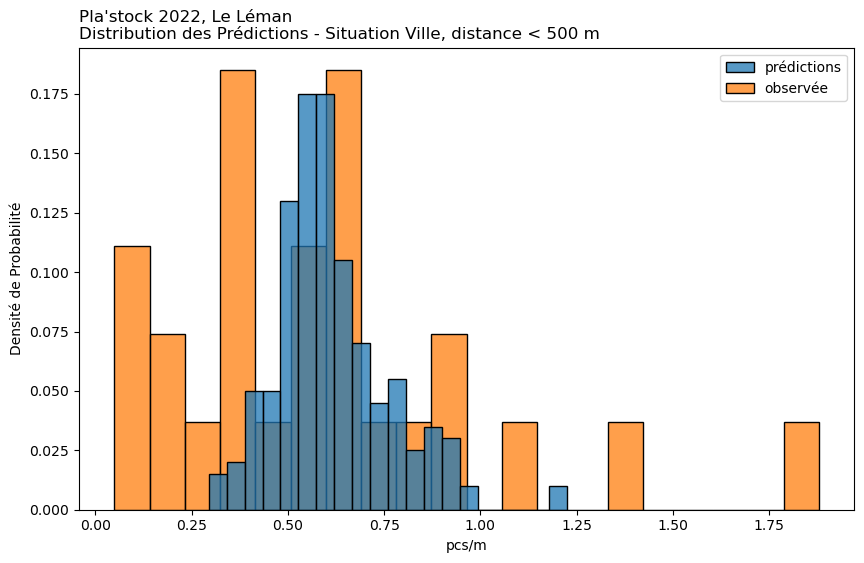 Pla'stock 2022, Le Léman
Distribution des Prédictions - Situation Ville, distance < 500 m
prédictions
observée
Densité de Probabilité
0.175
0.150
0.125
0.100
0.075
0.050
0.025
0.000
0.00 0.25 0.50 0.75 1.00 1.25 1.50 1.75
pcs/m